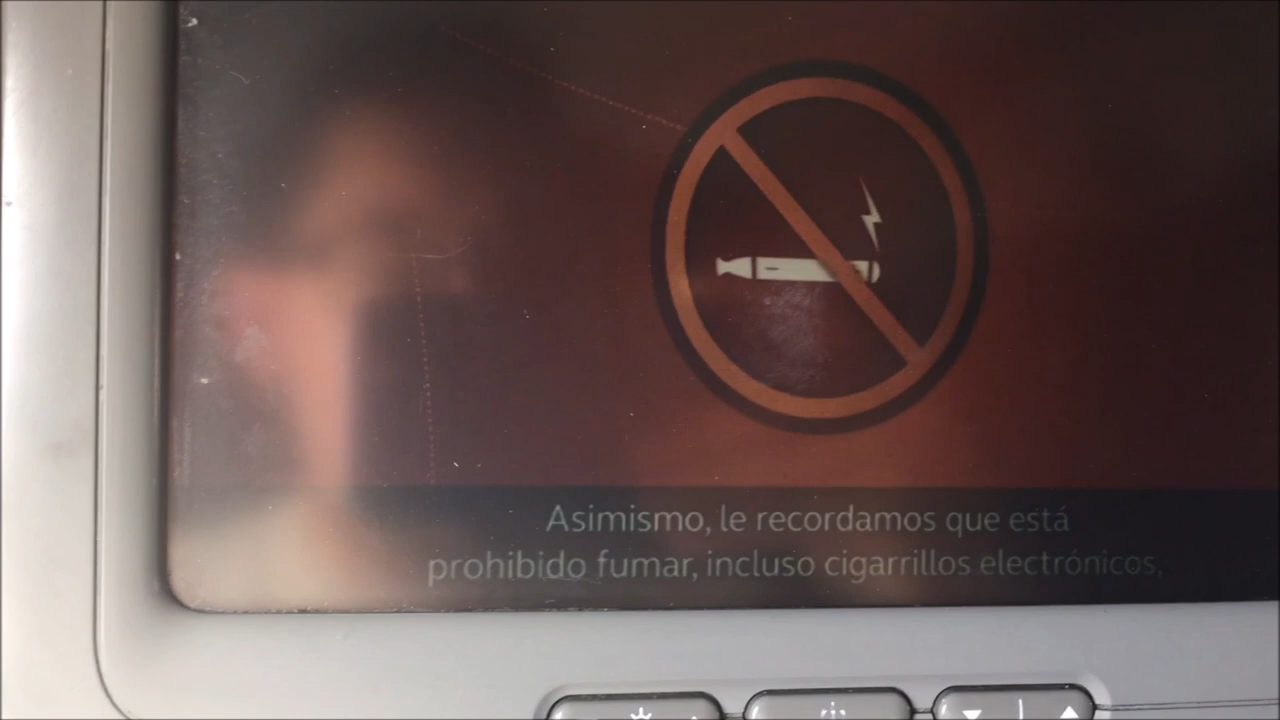 Asimismo, le recordamos que está
prohibido fumar, incluso cigarrillos electrónicos,